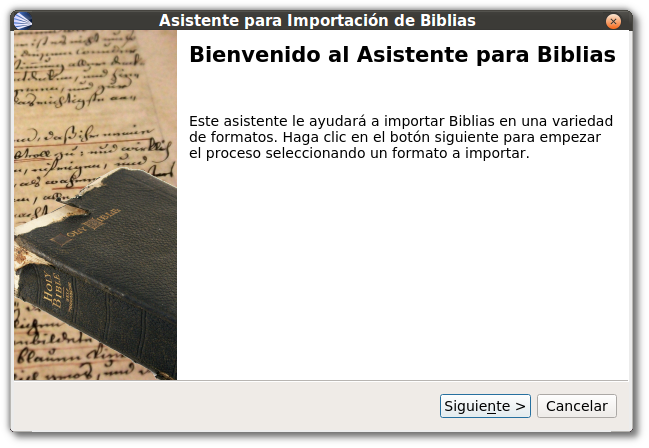 Asistente para Importación de Biblias
Bienvenido al Asistente para Biblias
Este asistente le ayudará a importar Biblias en una variedad
de formatos. Haga clic en el botón siguiente para empezar
el proceso seleccionando un formato a importar.
HOLY BIBLE
HOLY
BIBLE
Siguiente >
Cancelar